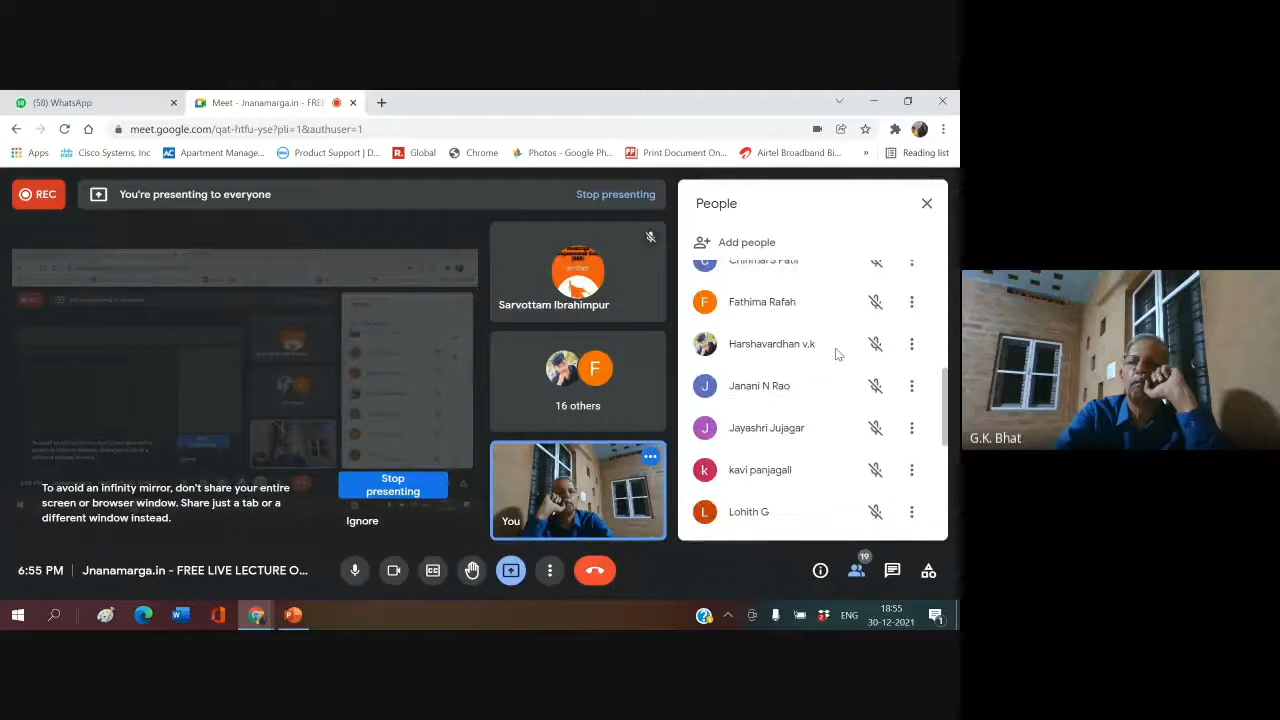 (58) WhatsApp
Meet - Jnanamarga.in - FREE
meet.google.com/qat-htfu-yse?pli=1&authuser=1
Apps
Cisco Systems, Inc
Apartment Manage...
Product Support | D...
Global
Chrome
Photos - Google Ph...
Print Document On...
Airtel Broadband Bi...
»
Reading list
REC
You're presenting to everyone
Stop presenting
People
Add people
Chinmai S Patil
Fathima Rafah
Harshavardhan v.k
Janani N Rao
Jayashri Jujagar
kavi panjagall
Lohith G
Sarvottam Ibrahimpur
F
16 others
You
To avoid an infinity mirror, don't share your entire
screen or browser window. Share just a tab or a
different window instead.
Stop
presenting
Ignore
G.K. Bhat
6:55 PM
Jnanamarga.in - FREE LIVE LECTURE O...
19
ENG
18:55
30-12-2021